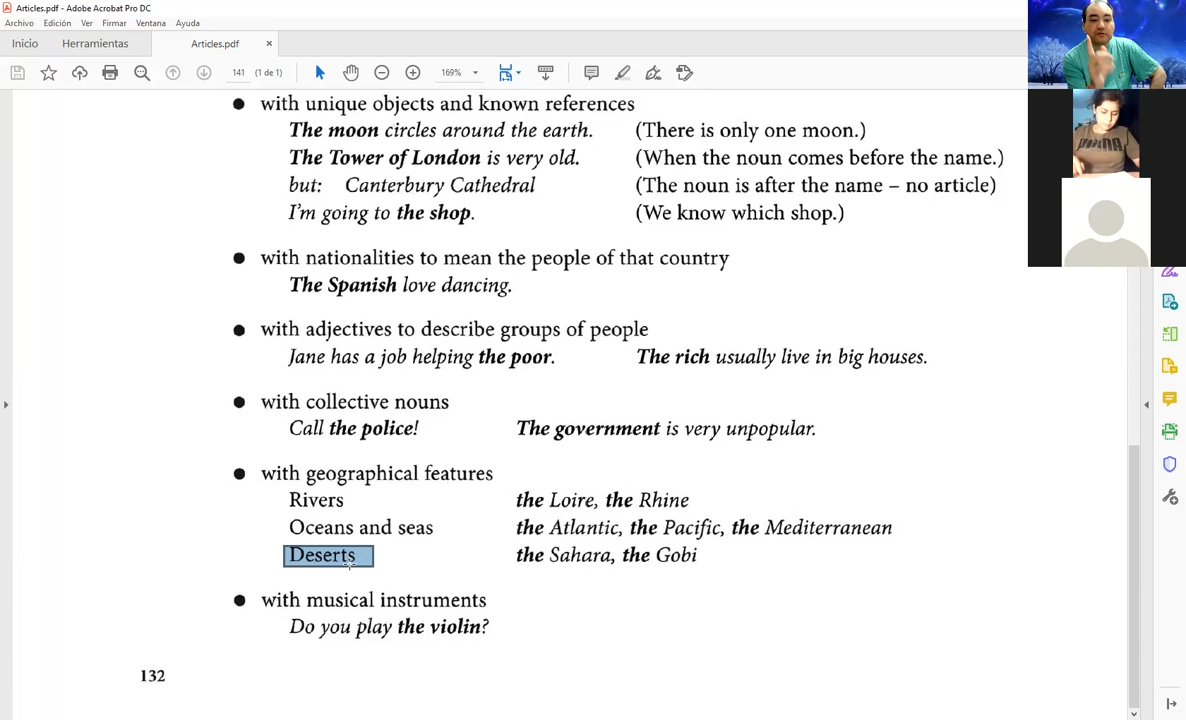 Articles.pdf - Adobe Acrobat Pro DC
Archivo Edición Ver Firmar Ventana Ayuda
Inicio Herramientas Articles.pdf ×
141 (1 de 1) 169%
● with unique objects and known references
The moon circles around the earth. (There is only one moon.)
The Tower of London is very old. (When the noun comes before the name.)
but: Canterbury Cathedral (The noun is after the name – no article)
I'm going to the shop. (We know which shop.)
● with nationalities to mean the people of that country
The Spanish love dancing.
● with adjectives to describe groups of people
Jane has a job helping the poor. The rich usually live in big houses.
● with collective nouns
Call the police! The government is very unpopular.
● with geographical features
Rivers the Loire, the Rhine
Oceans and seas the Atlantic, the Pacific, the Mediterranean
Deserts the Sahara, the Gobi
● with musical instruments
Do you play the violin?
132
PUMA